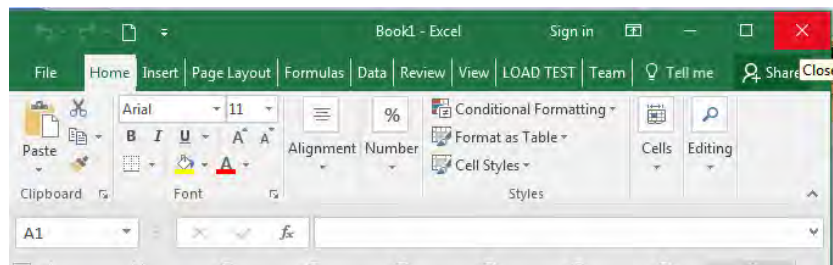 Book1 - Excel Sign in
File Home Insert Page Layout Formulas Data Review View LOAD TEST Team Tell me Share Close
Arial 11 % Conditional Formatting
B I U A A Format as Table
Paste A Alignment Number Cell Styles Cells Editing
Clipboard Font Styles
A1 fx